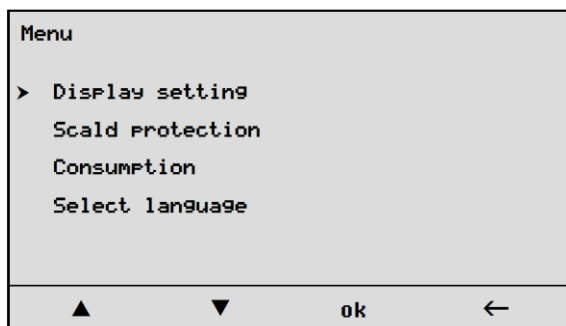 Menu
➤ Display setting
Scald protection
Consumption
Select language
▲ ▼ ok ←